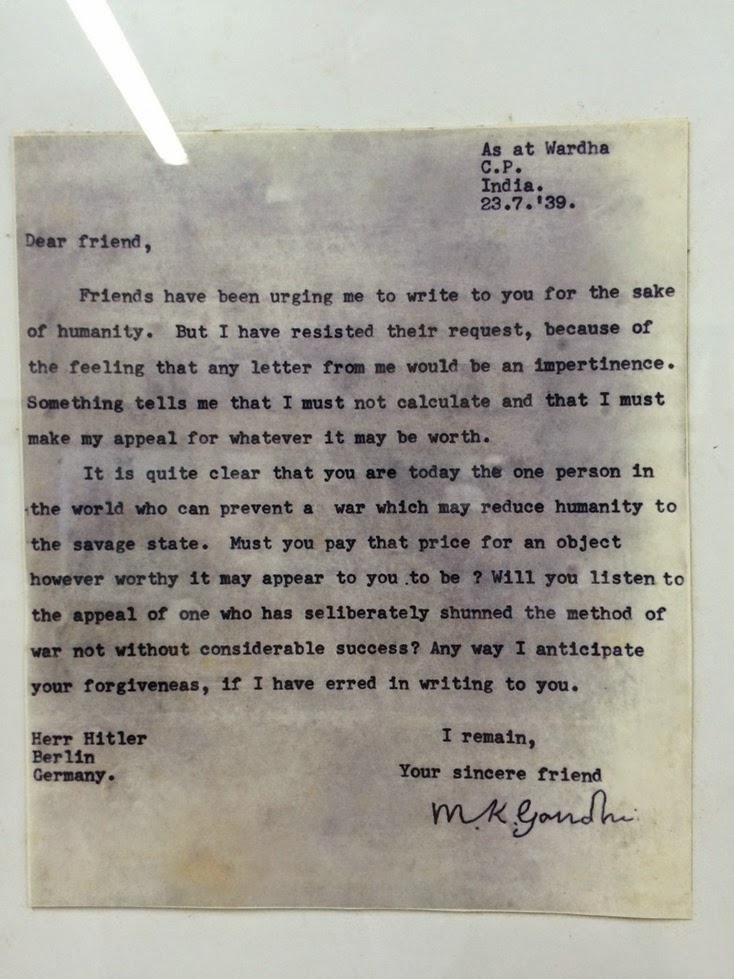 As at Wardha
C.P.
India.
23.7.'39.
Dear friend,
Friends have been urging me to write to you for the sake
of humanity. But I have resisted their request, because of
the feeling that any letter from me would be an impertinence.
Something tells me that I must not calculate and that I must
make my appeal for whatever it may be worth.
It is quite clear that you are today the one person in
the world who can prevent a war which may reduce humanity to
the savage state. Must you pay that price for an object
however worthy it may appear to you .to be ? Will you listen to
the appeal of one who has seliberately shunned the method of
war not without considerable success? Any way I anticipate
your forgiveneas, if I have erred in writing to you.
Herr Hitler
Berlin
Germany.
I remain,
Your sincere friend
M.K.Gandhi